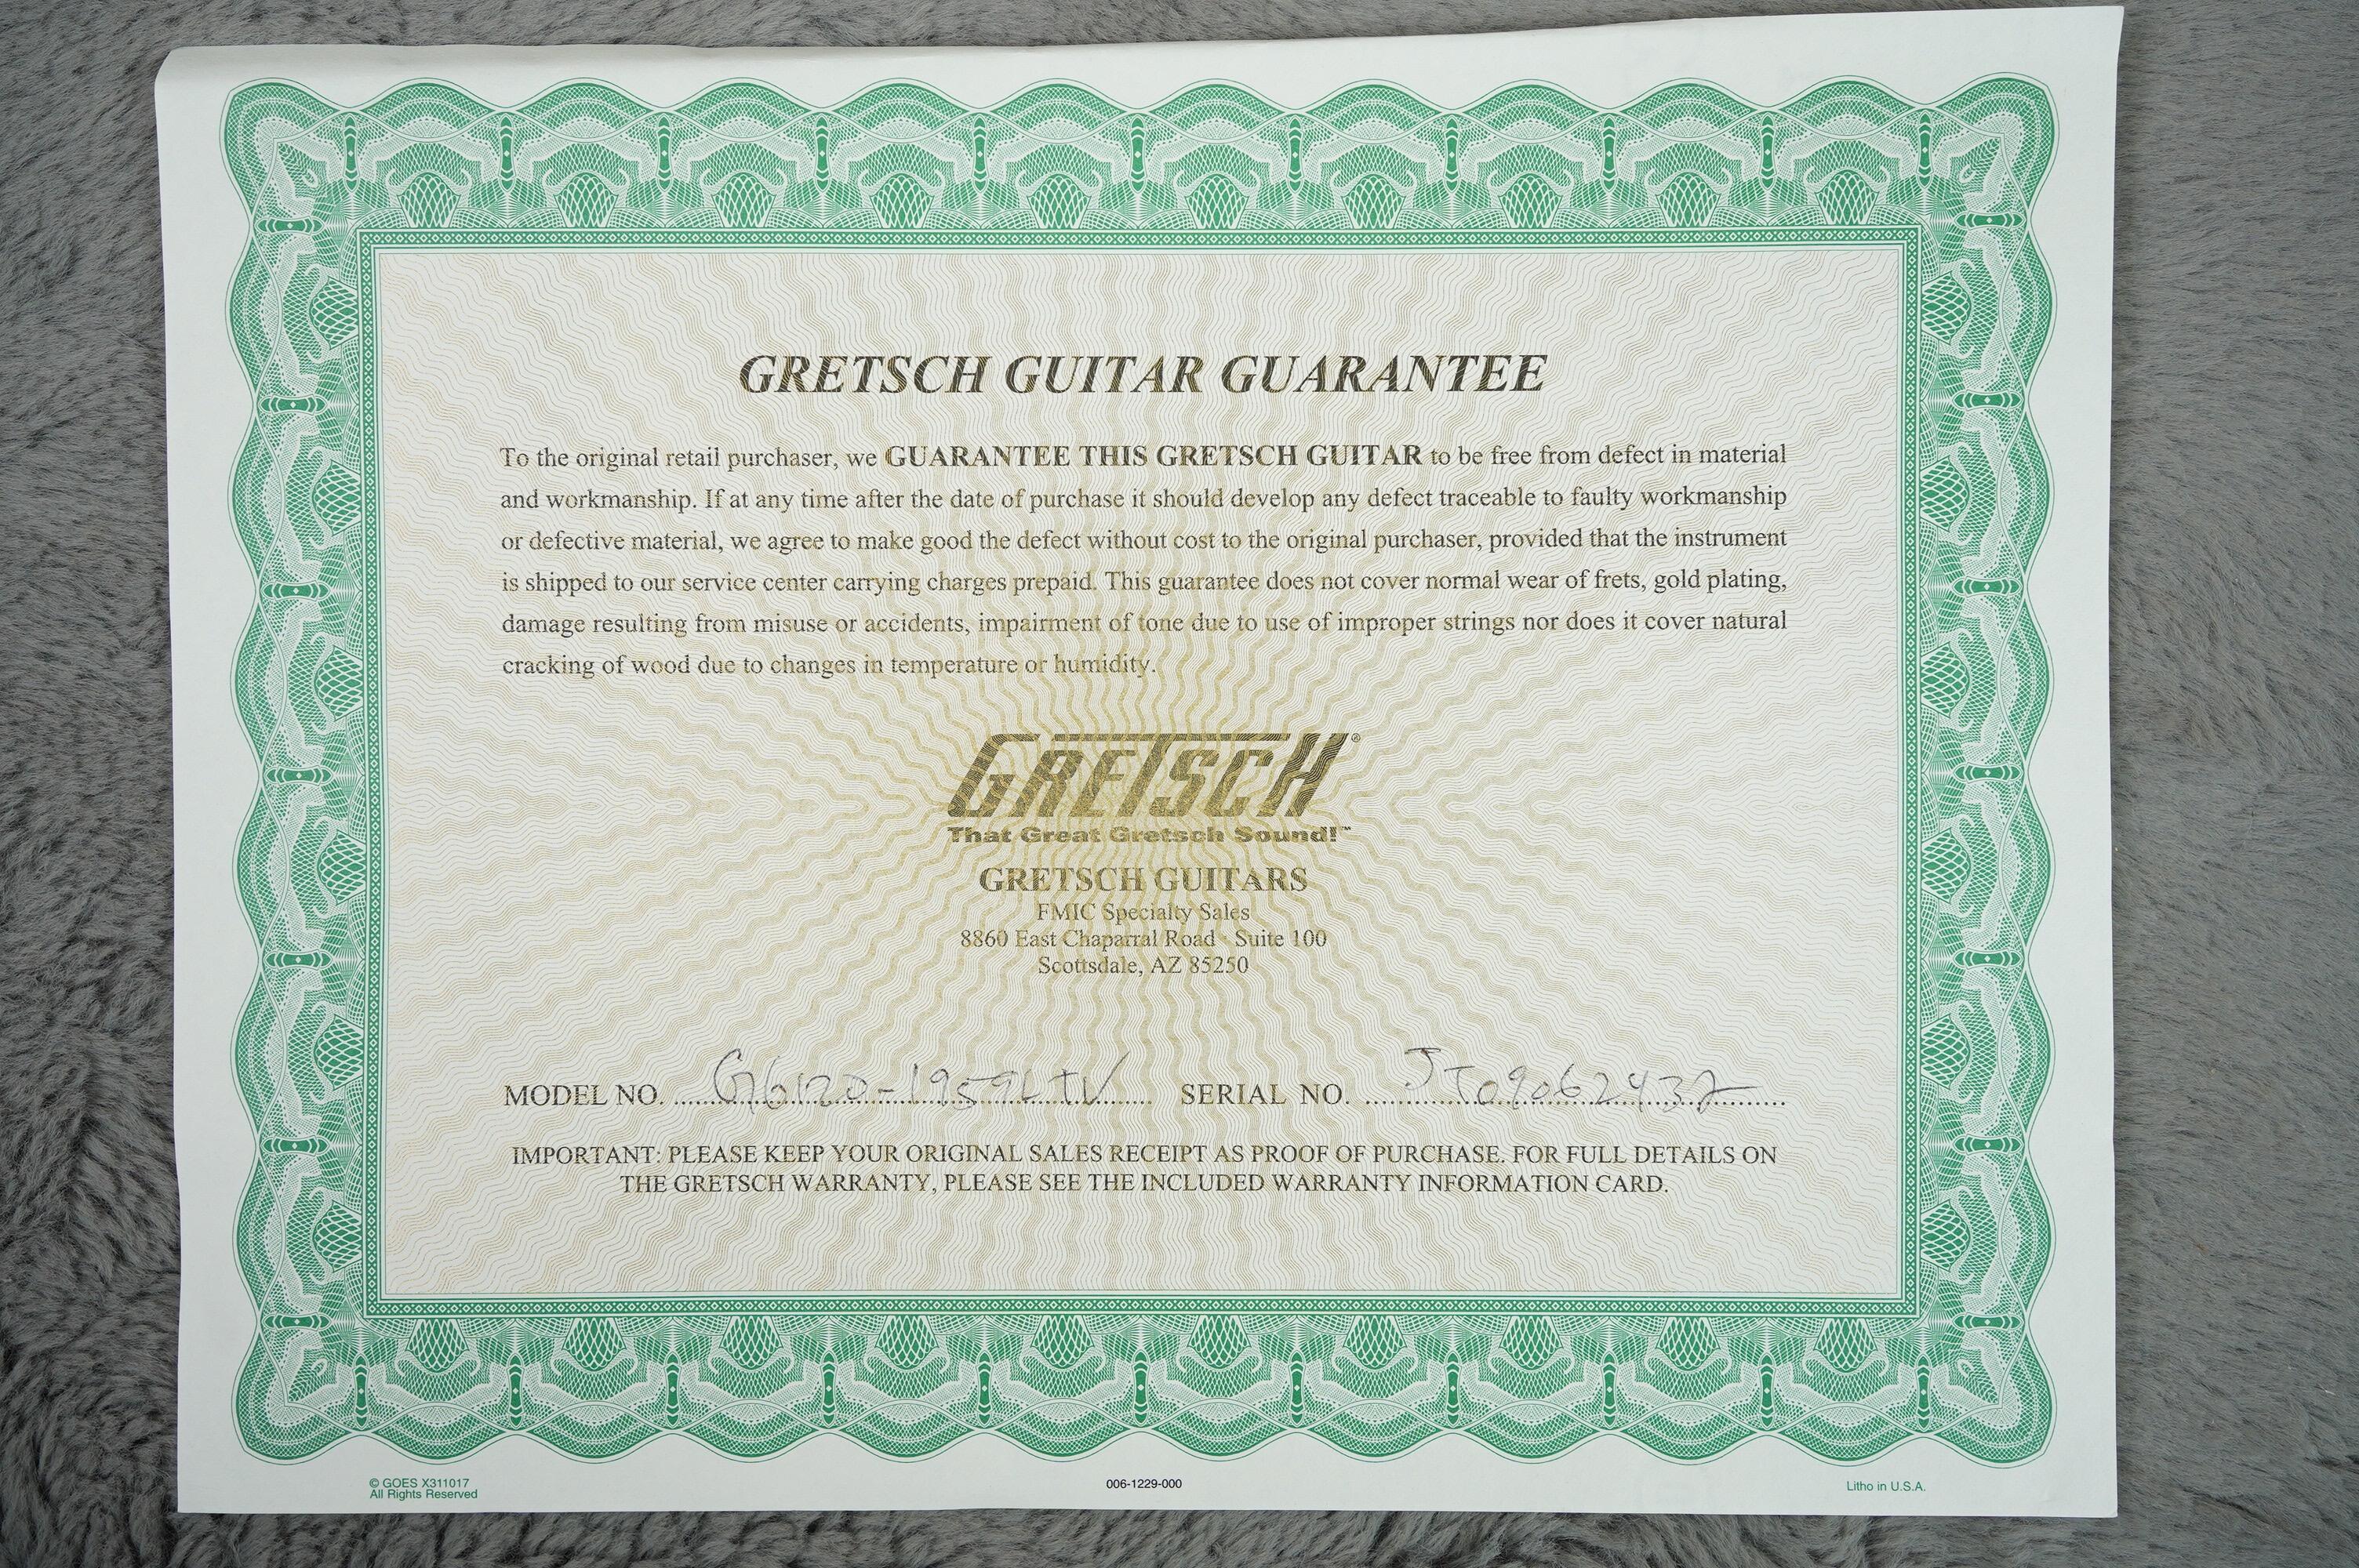 GRETSCH GUITAR GUARANTEE
To the original retail purchaser, we GUARANTEE THIS GRETSCH GUITAR to be free from defect in material
and workmanship. If at any time after the date of purchase it should develop any defect traceable to faulty workmanship
or defective material, we agree to make good the defect without cost to the original purchaser, provided that the instrument
is shipped to our service center carrying charges prepaid. This guarantee does not cover normal wear of frets, gold plating,
damage resulting from misuse or accidents, impairment of tone due to use of improper strings nor does it cover natural
cracking of wood due to changes in temperature or humidity.
GRETSCH®
That Great Gretsch Sound!™
GRETSCH GUITARS
FMIC Specialty Sales
8860 East Chaparral Road · Suite 100
Scottsdale, AZ 85250
MODEL NO. G6120-1959LTV SERIAL NO. JT09062432
IMPORTANT: PLEASE KEEP YOUR ORIGINAL SALES RECEIPT AS PROOF OF PURCHASE. FOR FULL DETAILS ON
THE GRETSCH WARRANTY, PLEASE SEE THE INCLUDED WARRANTY INFORMATION CARD.
© GOES X311017
All Rights Reserved
006-1229-000
Litho in U.S.A.